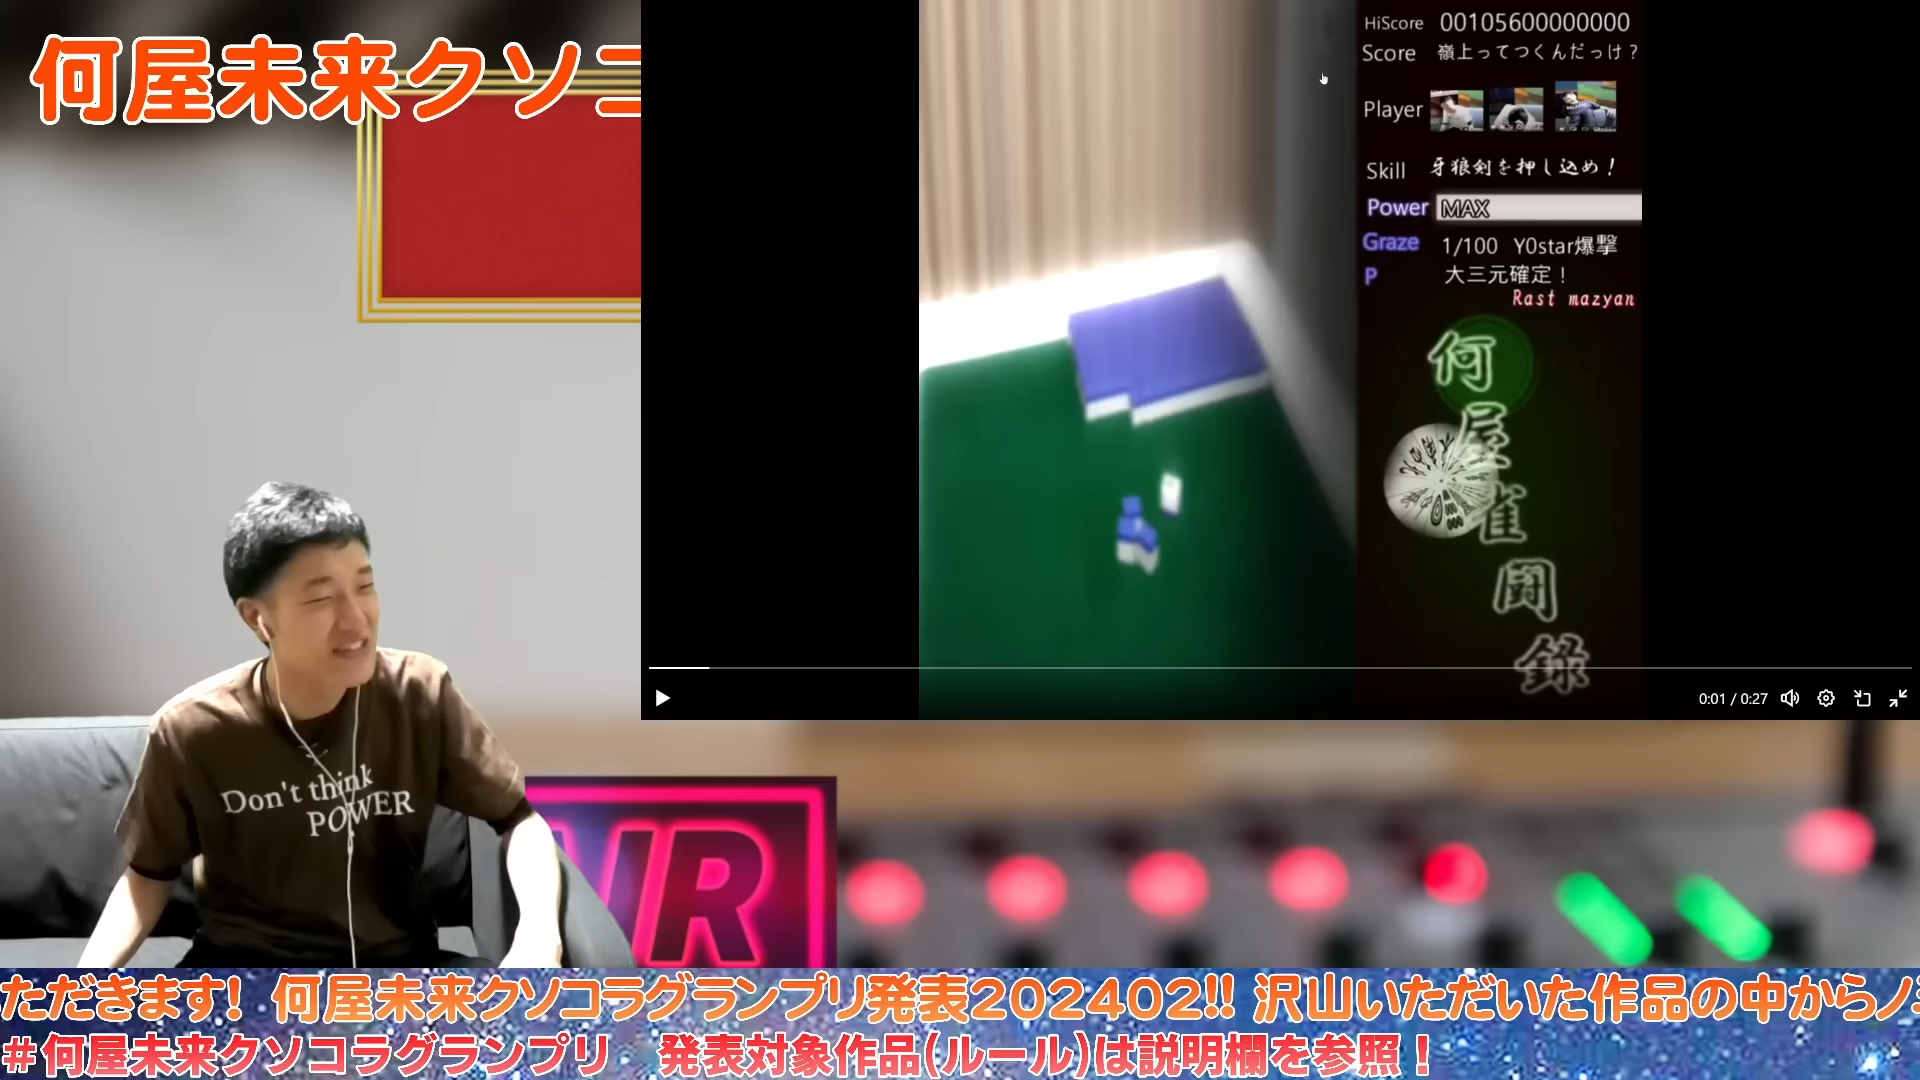 何屋未来クソコ
HiScore 00105600000000
Score 嶺上ってつくんだっけ？
Player
Skill 牙狼剣を押し込め！
Power MAX
Graze 1/100 Y0star爆撃
P 大三元確定！
Rast mazyan
何屋雀闘録
0:01 / 0:27
Don't think
POWER
VR
ただきます！ 何屋未来クソコラグランプリ発表202402!! 沢山いただいた作品の中からノ
#何屋未来クソコラグランプリ 発表対象作品(ルール)は説明欄を参照！